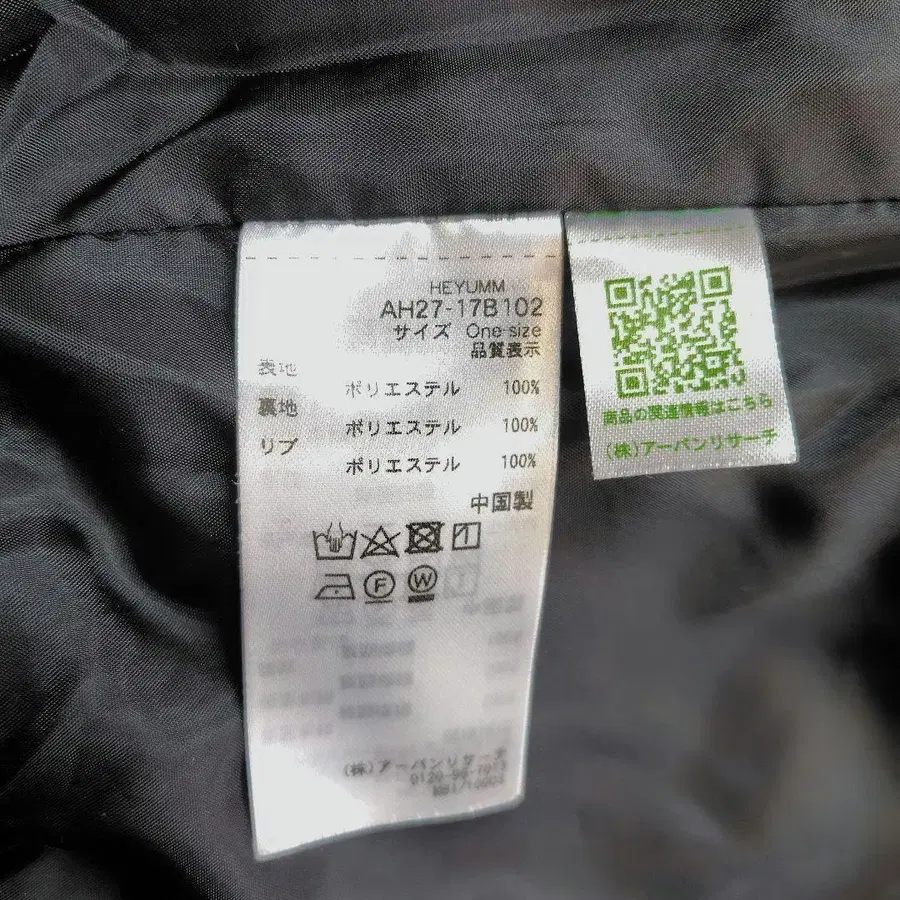 HEYUMM
AH27-17B102
サイズ One size
品質表示
表地
ポリエステル 100%
裏地
ポリエステル 100%
リブ
ポリエステル 100%
中国製
F
W
(株)アーバンリサーチ
商品の関連情報はこちら
(株)アーバンリサーチ